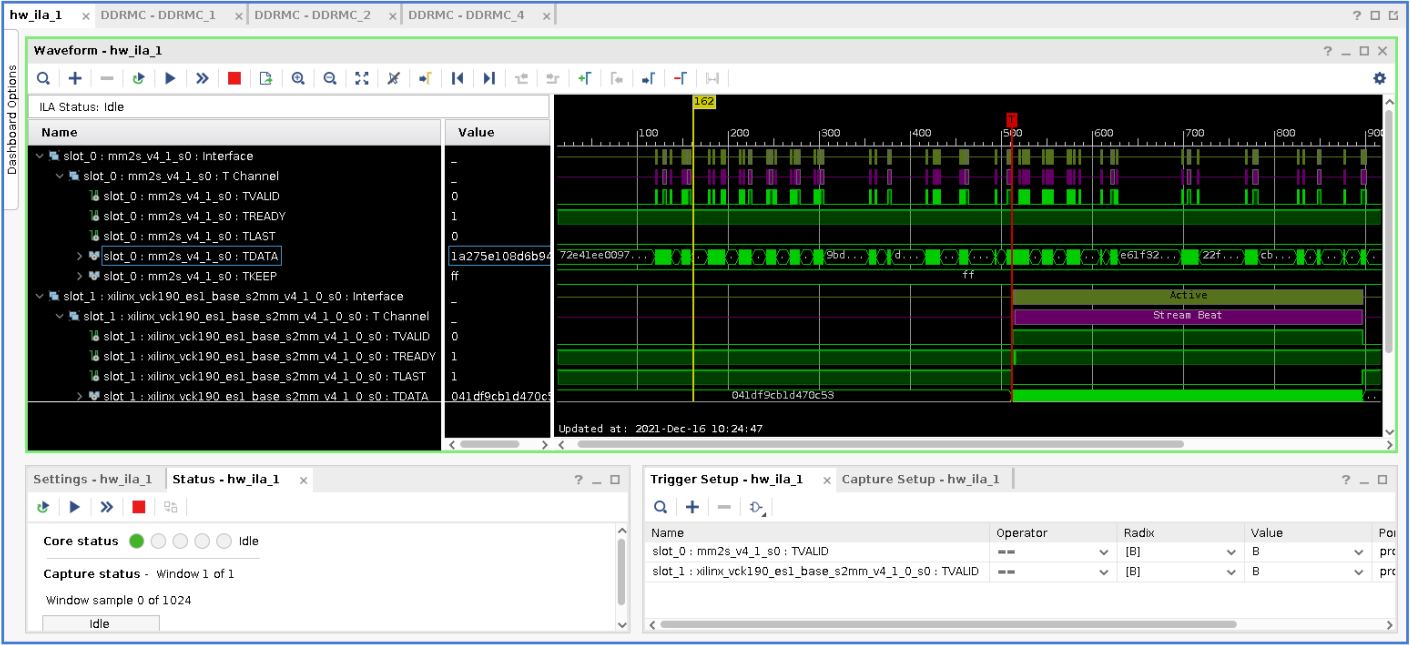 hw_ila_1 × DDRMC - DDRMC_1 × DDRMC - DDRMC_2 × DDRMC - DDRMC_4 × ?
Dashboard Options
Waveform - hw_ila_1 ?
ILA Status: Idle
Name Value
162
100 200 300 400 500 600 700 800 900
T
slot_0 : mm2s_v4_1_s0 : Interface _
slot_0 : mm2s_v4_1_s0 : T Channel _
slot_0 : mm2s_v4_1_s0 : TVALID 0
slot_0 : mm2s_v4_1_s0 : TREADY 1
slot_0 : mm2s_v4_1_s0 : TLAST 0
slot_0 : mm2s_v4_1_s0 : TDATA 1a275e108d6b94 72e41ee0097... 9bd... d... e61f32... 22f... cb...
slot_0 : mm2s_v4_1_s0 : TKEEP ff ff
slot_1 : xilinx_vck190_es1_base_s2mm_v4_1_0_s0 : Interface _ Active
slot_1 : xilinx_vck190_es1_base_s2mm_v4_1_0_s0 : T Channel _ Stream Beat
slot_1 : xilinx_vck190_es1_base_s2mm_v4_1_0_s0 : TVALID 0
slot_1 : xilinx_vck190_es1_base_s2mm_v4_1_0_s0 : TREADY 1
slot_1 : xilinx_vck190_es1_base_s2mm_v4_1_0_s0 : TLAST 1
slot_1 : xilinx_vck190_es1_base_s2mm_v4_1_0_s0 : TDATA 041df9cb1d470c5 041df9cb1d470c53
Updated at: 2021-Dec-16 10:24:47
Settings - hw_ila_1 Status - hw_ila_1 × ?
Core status Idle
Capture status - Window 1 of 1
Window sample 0 of 1024
Idle
Trigger Setup - hw_ila_1 × Capture Setup - hw_ila_1 ?
Name Operator Radix Value Po
slot_0 : mm2s_v4_1_s0 : TVALID == [B] B pro
slot_1 : xilinx_vck190_es1_base_s2mm_v4_1_0_s0 : TVALID == [B] B pro